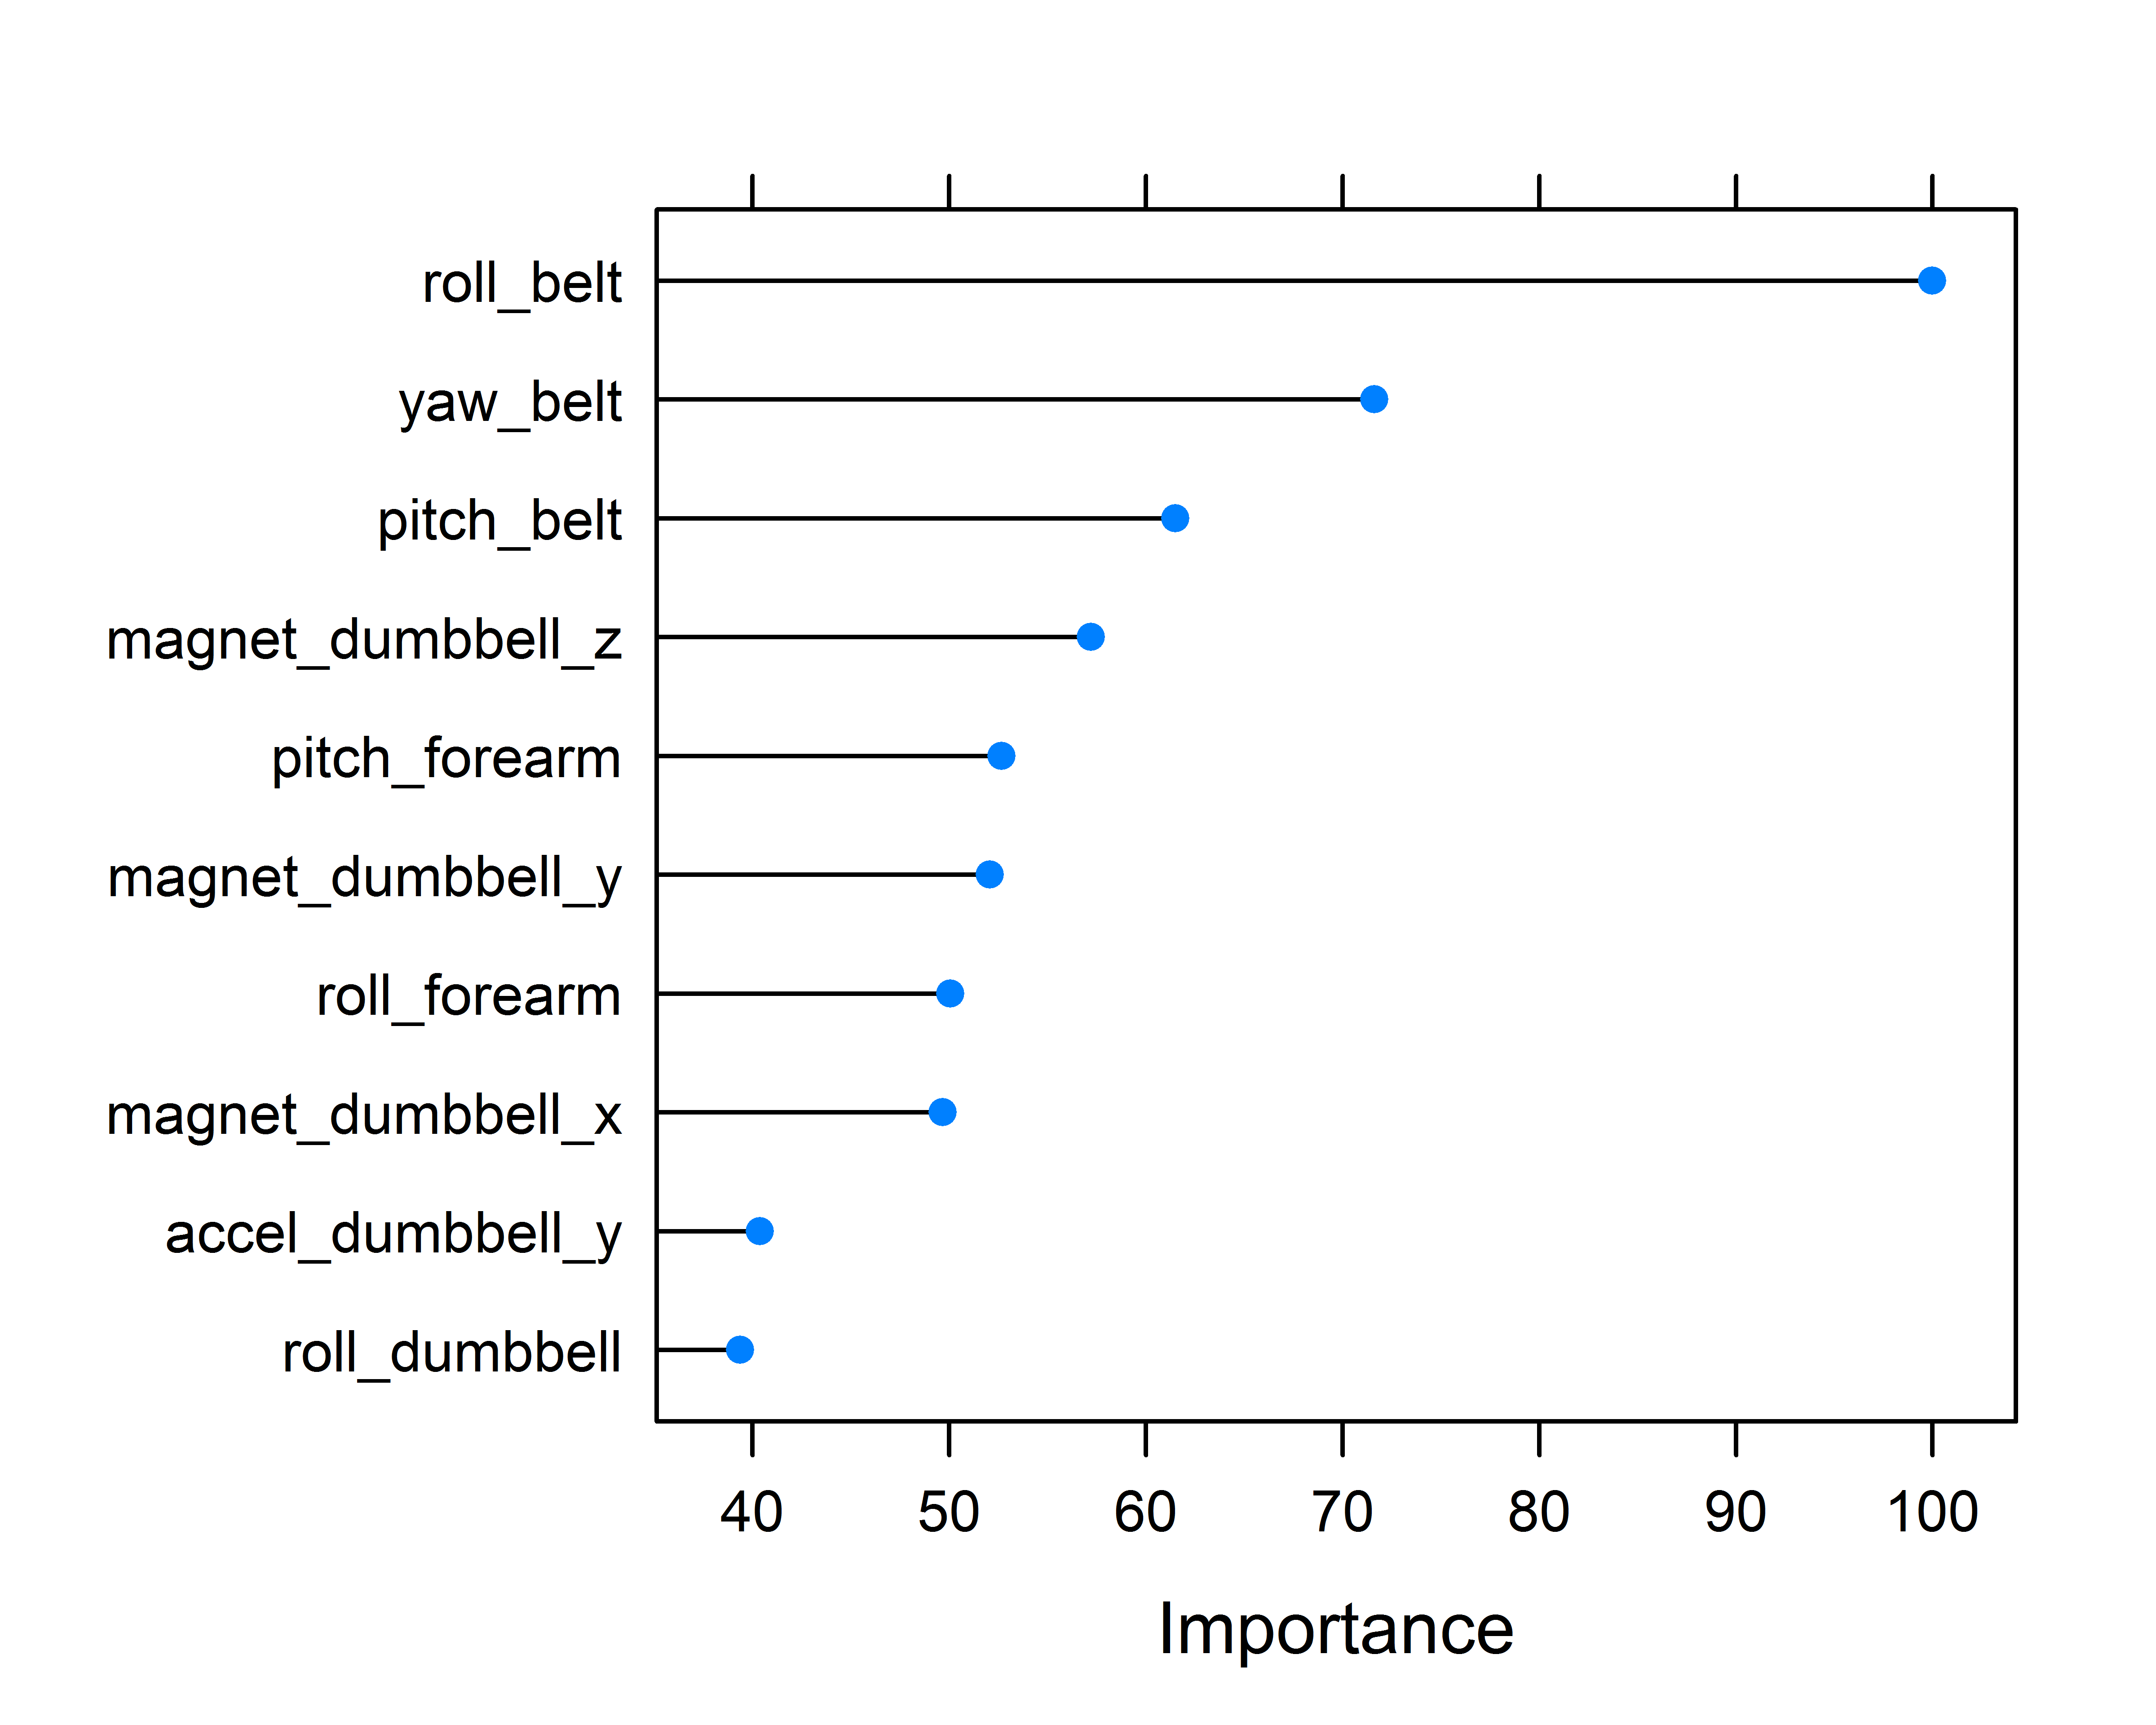 roll_belt
yaw_belt
pitch_belt
magnet_dumbbell_z
pitch_forearm
magnet_dumbbell_y
roll_forearm
magnet_dumbbell_x
accel_dumbbell_y
roll_dumbbell
40 50 60 70 80 90 100
Importance